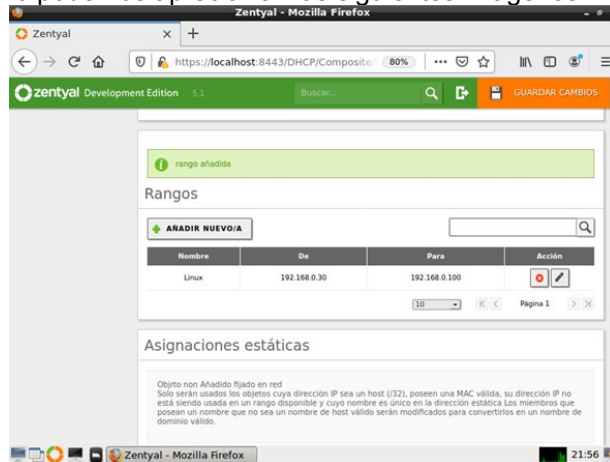 Zentyal - Mozilla Firefox
Zentyal
https://localhost:8443/DHCP/Composite/
80%
zentyal Development Edition 5.1
Buscar...
GUARDAR CAMBIOS
rango añadida
Rangos
AÑADIR NUEVO/A
Nombre De Para Acción
Linux 192.168.0.30 192.168.0.100
10 Página 1
Asignaciones estáticas
Objrto non Añadido fijado en red
Solo serán usados los objetos cuya dirección IP sea un host (/32), poseen una MAC válida, su dirección IP no
está siendo usada en un rango disponible y cuyo nombre es único en la dirección estática Los miembros que
posean un nombre que no sea un nombre de host válido serán modificados para convertirlos en un nombre de
dominio válido.
Zentyal - Mozilla Firefox
21:56